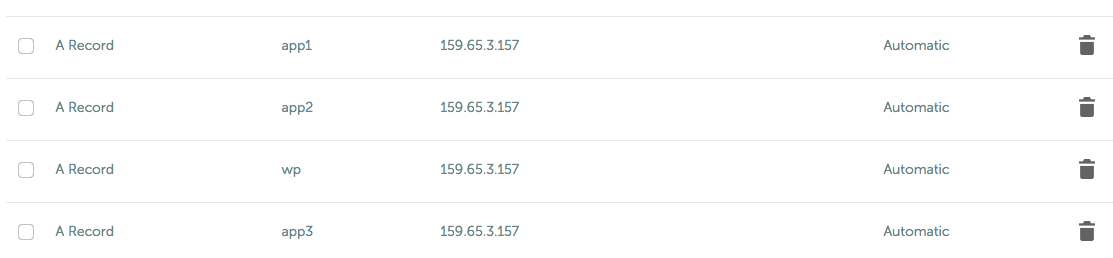 A Record app1 159.65.3.157 Automatic
A Record app2 159.65.3.157 Automatic
A Record wp 159.65.3.157 Automatic
A Record app3 159.65.3.157 Automatic